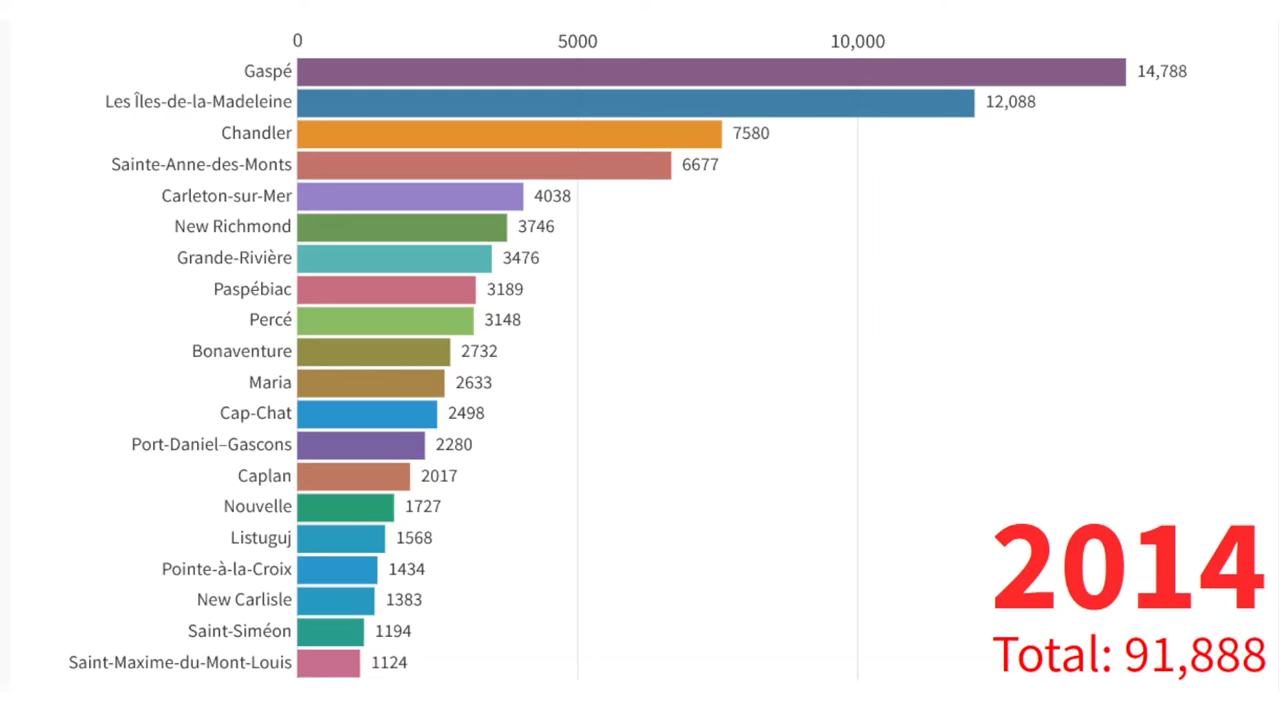 0 5000 10,000
Gaspé 14,788
Les Îles-de-la-Madeleine 12,088
Chandler 7580
Sainte-Anne-des-Monts 6677
Carleton-sur-Mer 4038
New Richmond 3746
Grande-Rivière 3476
Paspébiac 3189
Percé 3148
Bonaventure 2732
Maria 2633
Cap-Chat 2498
Port-Daniel–Gascons 2280
Caplan 2017
Nouvelle 1727
Listuguj 1568
Pointe-à-la-Croix 1434
New Carlisle 1383
Saint-Siméon 1194
Saint-Maxime-du-Mont-Louis 1124
2014
Total: 91,888